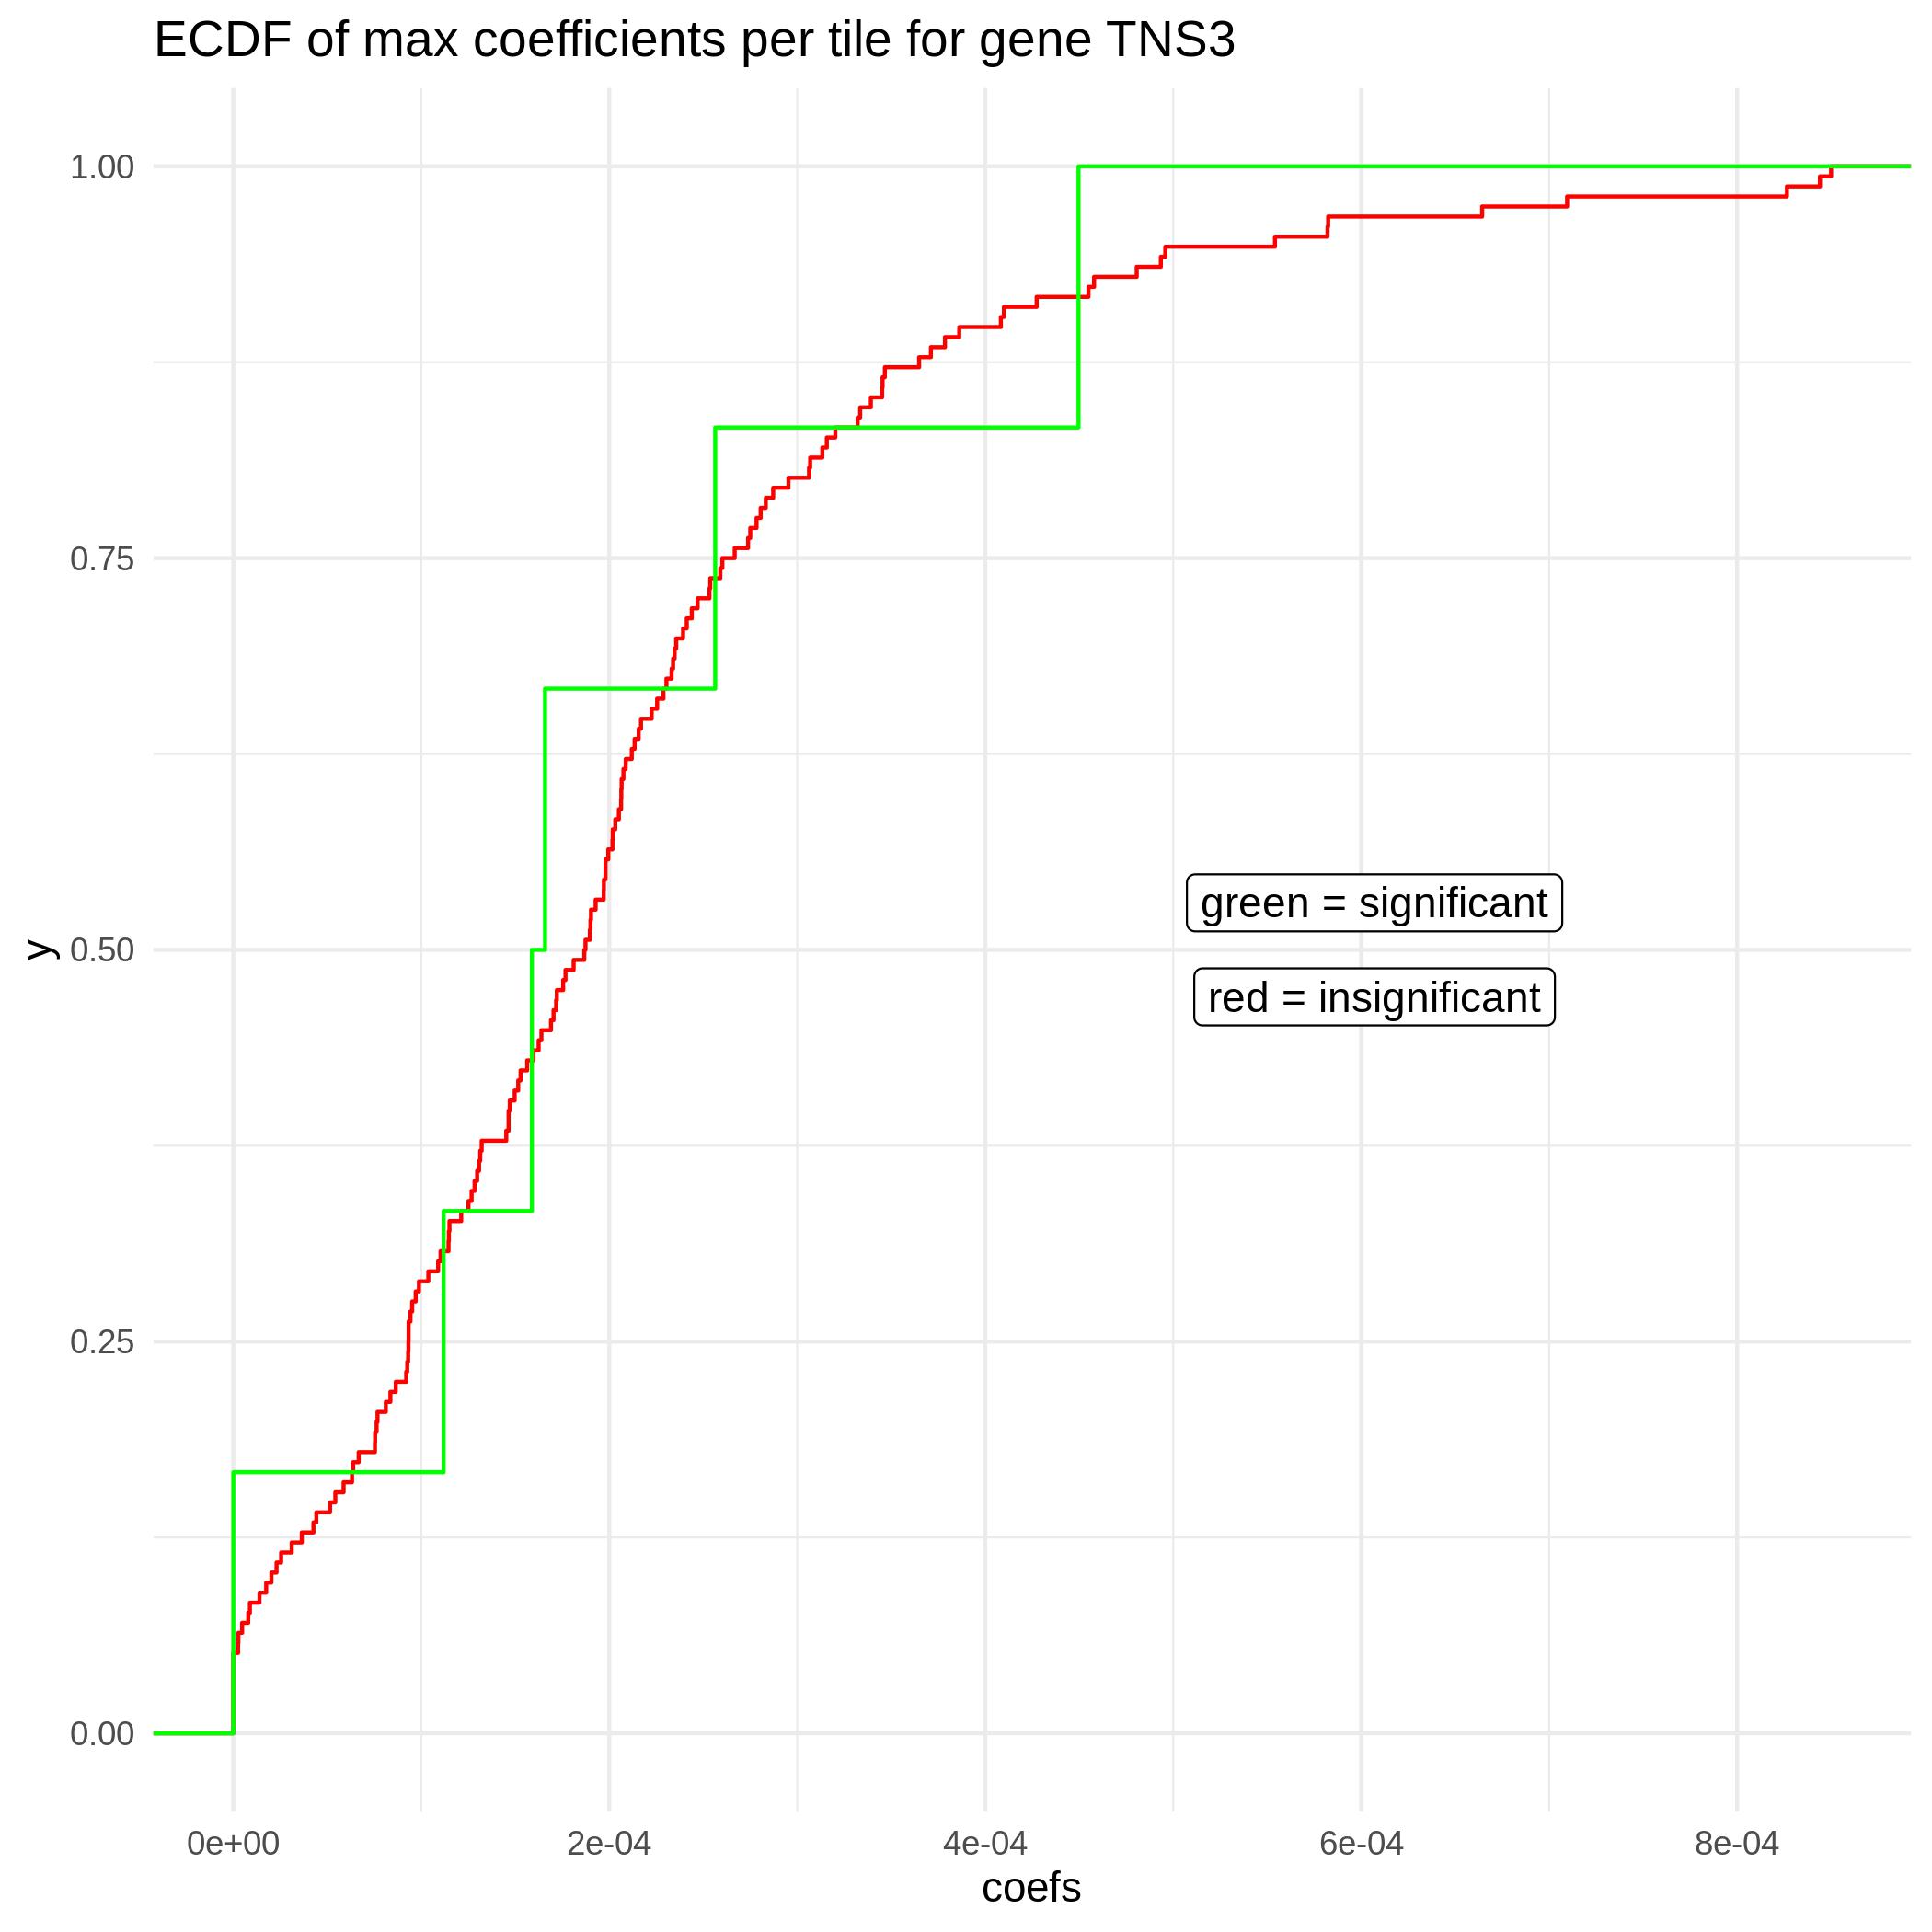 ECDF of max coefficients per tile for gene TNS3
1.00
0.75
0.50
0.25
0.00
y
green = significant
red = insignificant
0e+00 2e-04 4e-04 6e-04 8e-04
coefs